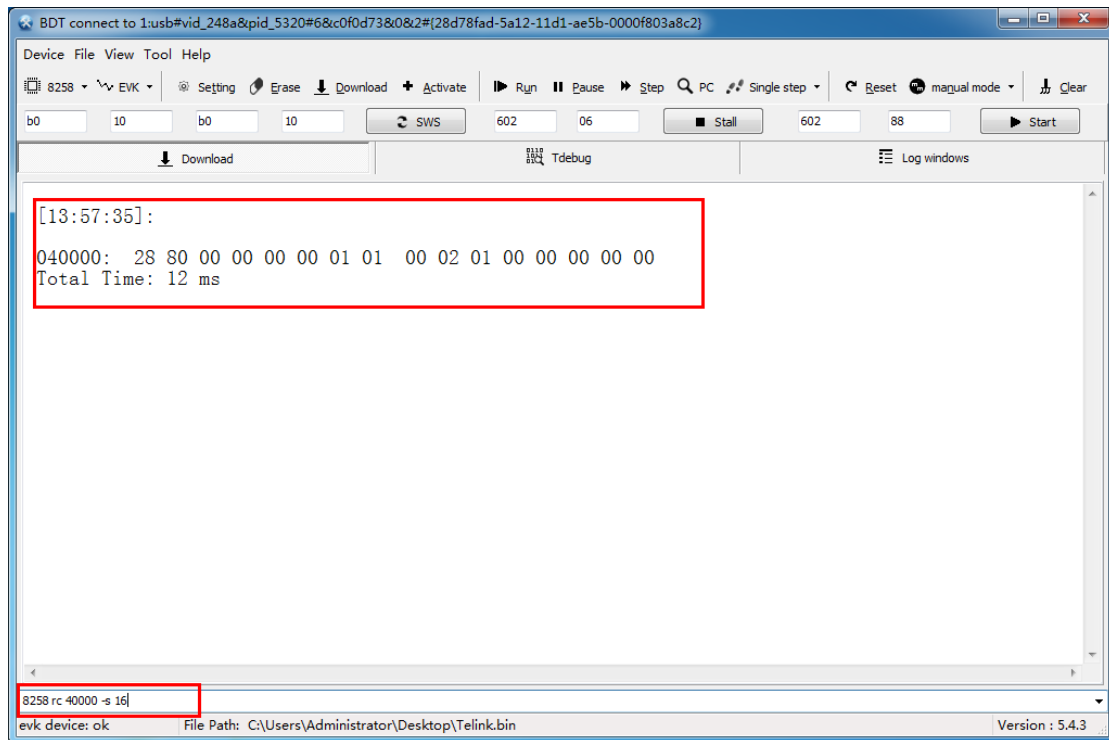 BDT connect to 1:usb#vid_248a&pid_5320#6&c0f0d73&0&2#{28d78fad-5a12-11d1-ae5b-0000f803a8c2}
Device File View Tool Help
8258 EVK Setting Erase Download Activate Run Pause Step PC Single step Reset manual mode Clear
b0 10 b0 10 SWS 602 06 Stall 602 88 Start
Download Tdebug Log windows
[13:57:35]:
040000: 28 80 00 00 00 00 01 01 00 02 01 00 00 00 00 00
Total Time: 12 ms
8258 rc 40000 -s 16
evk device: ok File Path: C:\Users\Administrator\Desktop\Telink.bin Version : 5.4.3